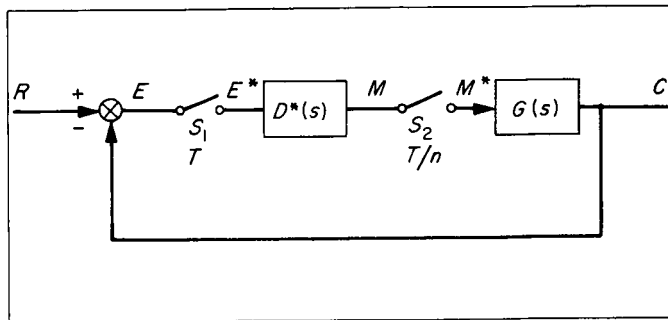 R + − E E* D*(s) M M* G(s) C
S₁ S₂
T T/n